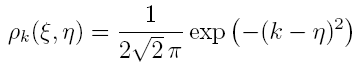 ρ_k(ξ, η) = \frac{1}{2\sqrt{2} π} exp (−(k − η)^2)